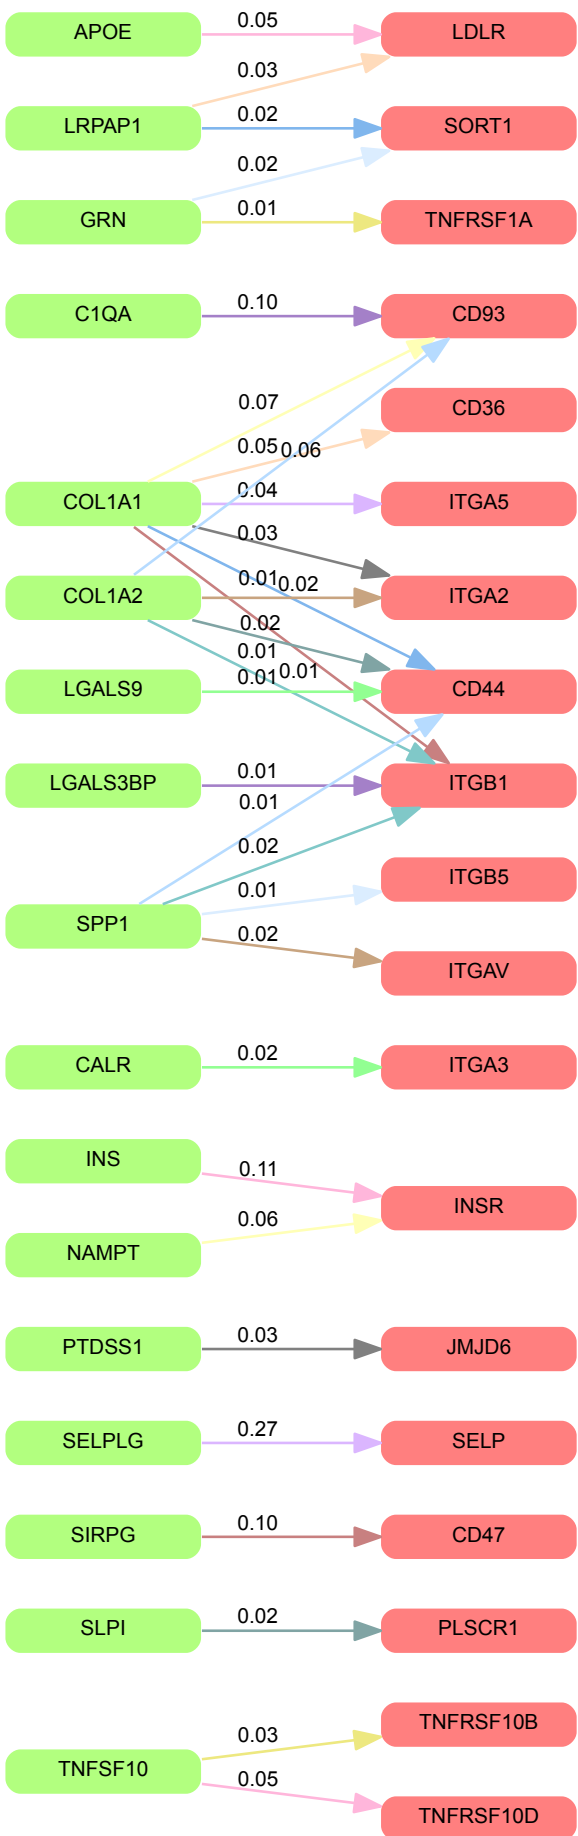 APOE 0.05 LDLR
0.03
LRPAP1 0.02 SORT1
0.02
GRN 0.01 TNFRSF1A
C1QA 0.10 CD93
0.07 CD36
0.05 0.06
COL1A1 0.04 ITGA5
0.03
COL1A2 0.01 0.02 ITGA2
0.02
0.01
LGALS9 0.01 0.01 CD44
LGALS3BP 0.01 ITGB1
0.01
0.02
0.01 ITGB5
SPP1 0.02
ITGAV
CALR 0.02 ITGA3
INS 0.11
INSR
NAMPT 0.06
PTDSS1 0.03 JMJD6
SELPLG 0.27 SELP
SIRPG 0.10 CD47
SLPI 0.02 PLSCR1
0.03 TNFRSF10B
TNFSF10 0.05
TNFRSF10D